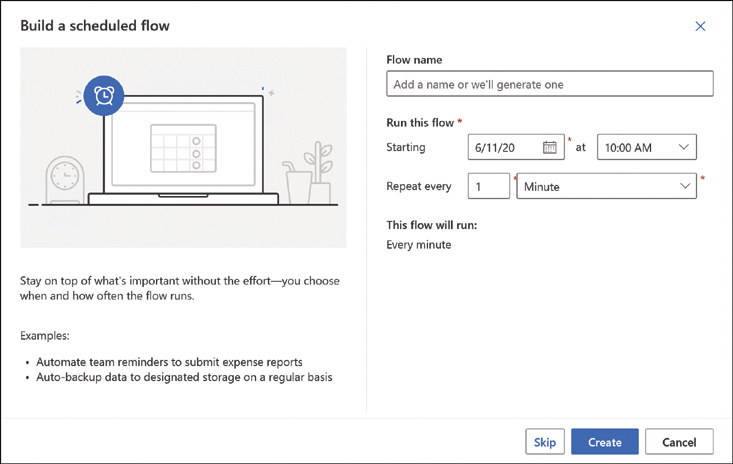 Build a scheduled flow
Flow name
Add a name or we'll generate one
Run this flow *
Starting 6/11/20 * at 10:00 AM
Repeat every 1 * Minute *
This flow will run:
Every minute
Stay on top of what's important without the effort—you choose
when and how often the flow runs.
Examples:
• Automate team reminders to submit expense reports
• Auto-backup data to designated storage on a regular basis
Skip Create Cancel